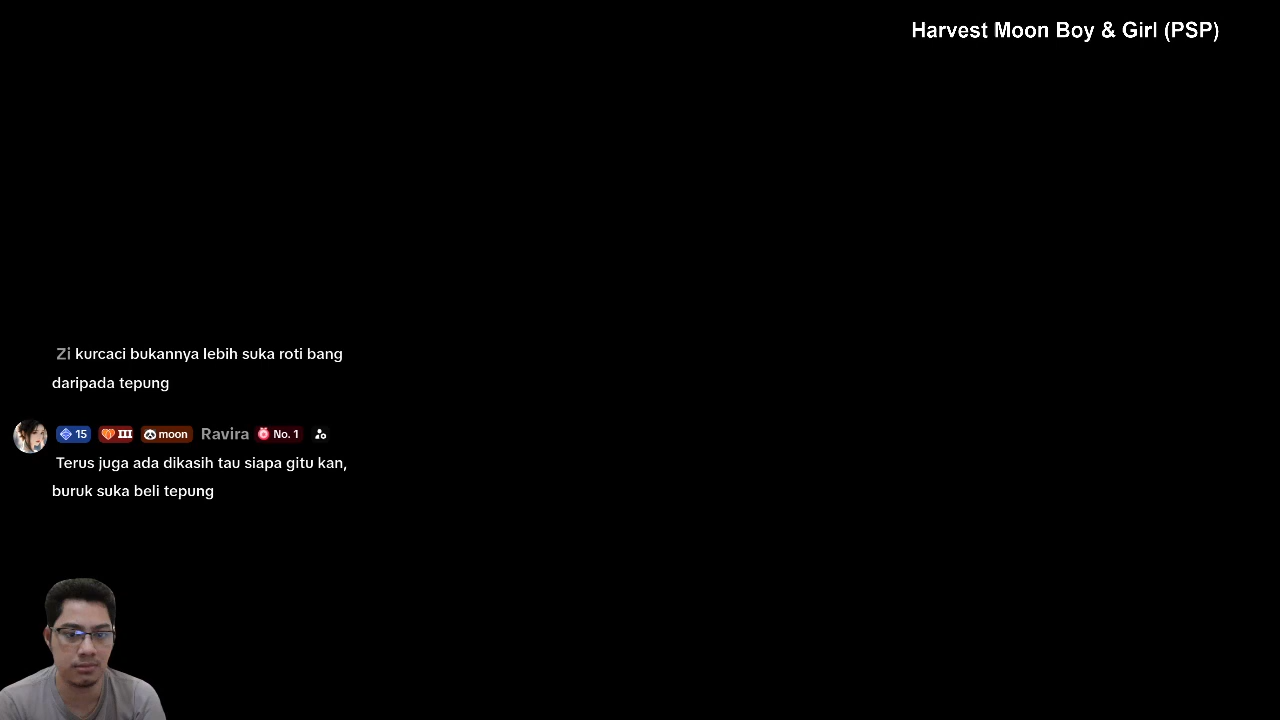 Harvest Moon Boy & Girl (PSP)
Zi kurcaci bukannya lebih suka roti bang
daripada tepung
15 III moon Ravira No. 1
Terus juga ada dikasih tau siapa gitu kan,
buruk suka beli tepung